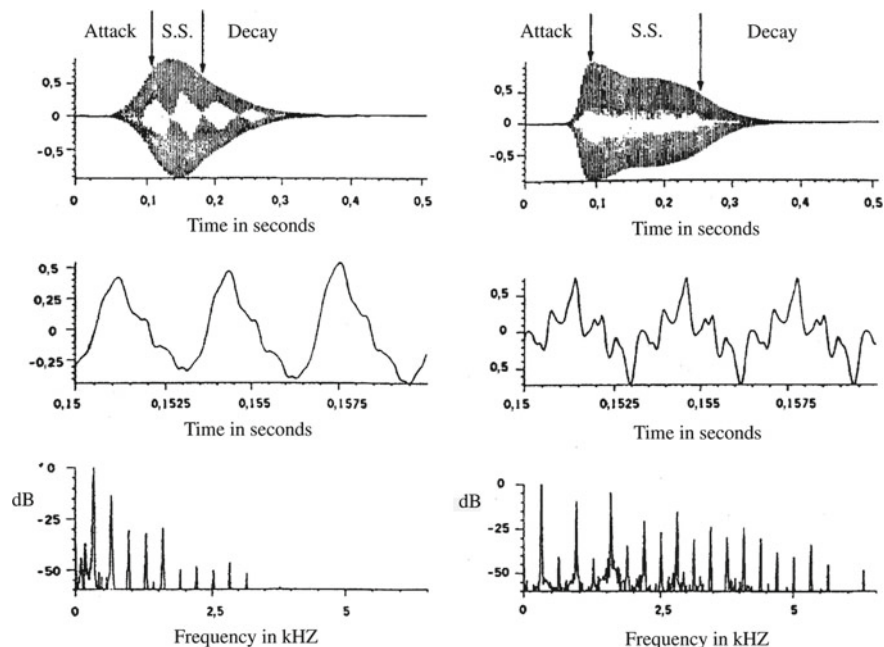 Attack S.S. Decay
0,5
0
-0,5
0 0,1 0,2 0,3 0,4 0,5
Time in seconds
0,5
0,25
0
-0,25
0,15 0,1525 0,155 0,1575
Time in seconds
dB
0
-25
-50
0 2,5 5
Frequency in kHZ
Attack S.S. Decay
0,5
0
-0,5
0 0,1 0,2 0,3 0,4 0,5
Time in seconds
0,5
0
0,5
0,15 0,1525 0,155 0,1575
Time in seconds
dB
0
-25
-50
0 2,5 5
Frequency in kHZ